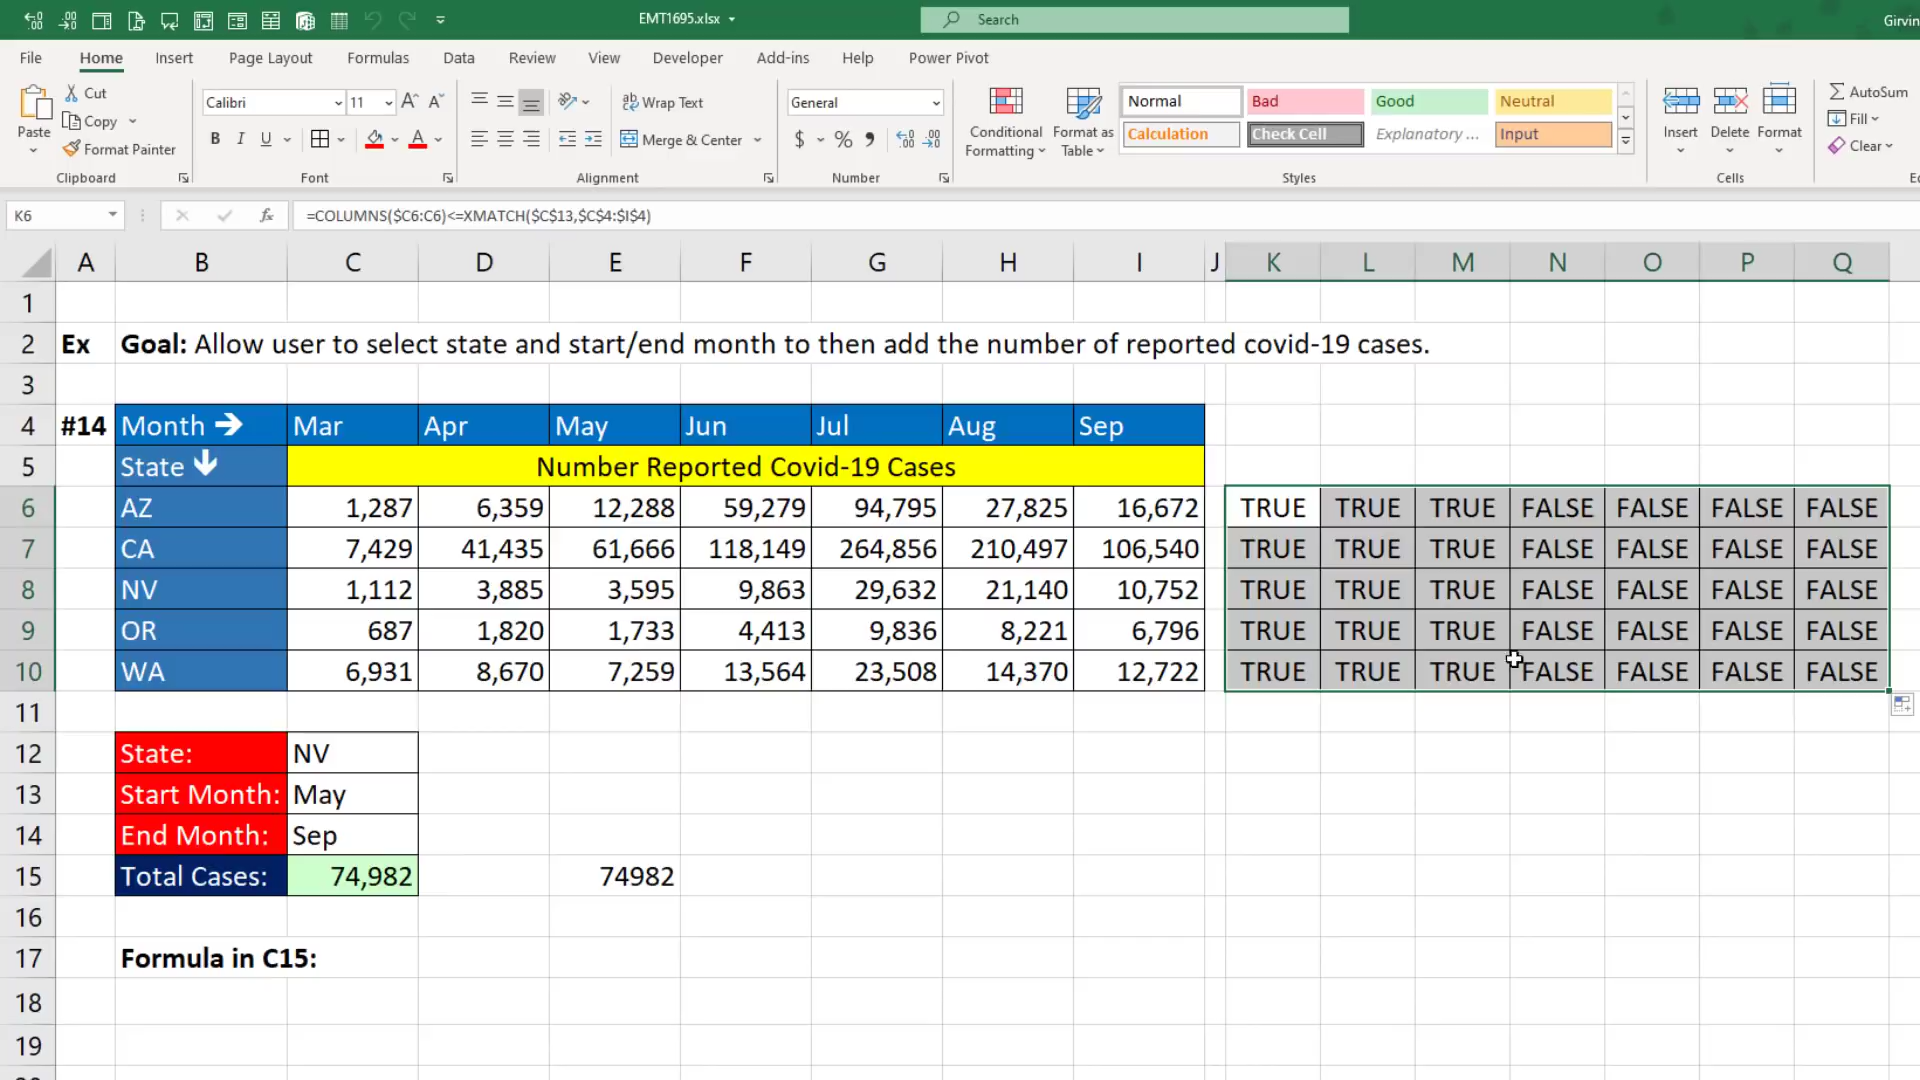 EMT1695.xlsx
Search
Girvin
File Home Insert Page Layout Formulas Data Review View Developer Add-ins Help Power Pivot
Paste
Cut
Copy
Format Painter
Clipboard
Calibri 11
B I U
Font
Wrap Text
Merge & Center
Alignment
General
$ % ,
Number
Conditional Formatting
Format as Table
Normal Bad Good Neutral
Calculation Check Cell Explanatory ... Input
Styles
Insert Delete Format
Cells
AutoSum
Fill
Clear
K6
fx =COLUMNS($C6:C6)<=XMATCH($C$13,$C$4:$I$4)
A B C D E F G H I J K L M N O P Q
1
2 Ex Goal: Allow user to select state and start/end month to then add the number of reported covid-19 cases.
3
4 #14 Month → Mar Apr May Jun Jul Aug Sep
5 State ↓ Number Reported Covid-19 Cases
6 AZ 1,287 6,359 12,288 59,279 94,795 27,825 16,672 TRUE TRUE TRUE FALSE FALSE FALSE FALSE
7 CA 7,429 41,435 61,666 118,149 264,856 210,497 106,540 TRUE TRUE TRUE FALSE FALSE FALSE FALSE
8 NV 1,112 3,885 3,595 9,863 29,632 21,140 10,752 TRUE TRUE TRUE FALSE FALSE FALSE FALSE
9 OR 687 1,820 1,733 4,413 9,836 8,221 6,796 TRUE TRUE TRUE FALSE FALSE FALSE FALSE
10 WA 6,931 8,670 7,259 13,564 23,508 14,370 12,722 TRUE TRUE TRUE FALSE FALSE FALSE FALSE
11
12 State: NV
13 Start Month: May
14 End Month: Sep
15 Total Cases: 74,982 74982
16
17 Formula in C15:
18
19